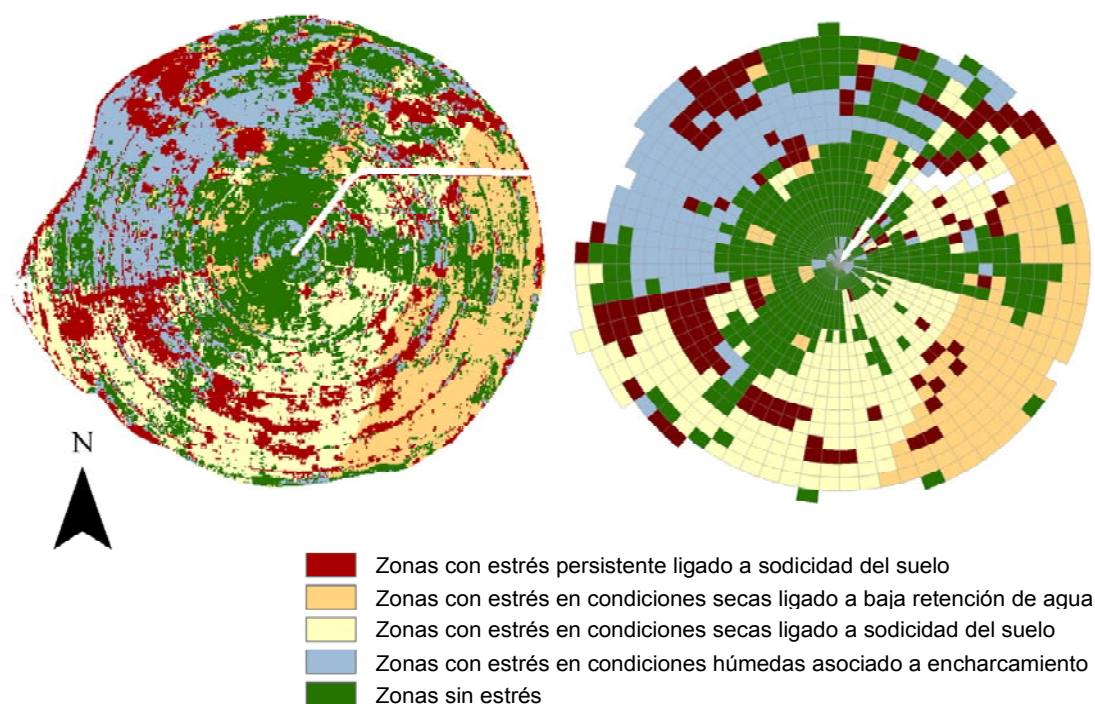 N
Zonas con estrés persistente ligado a sodicidad del suelo
Zonas con estrés en condiciones secas ligado a baja retención de agua
Zonas con estrés en condiciones secas ligado a sodicidad del suelo
Zonas con estrés en condiciones húmedas asociado a encharcamiento
Zonas sin estrés